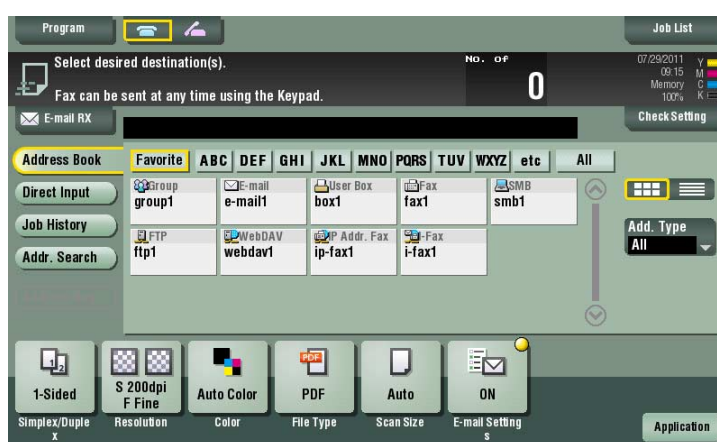 Program
Job List
Select desired destination(s).
No. of
0
Fax can be sent at any time using the Keypad.
07/29/2011
09:15
Memory
100%
Y
M
C
K
E-mail RX
Check Setting
Address Book
Favorite ABC DEF GHI JKL MNO PQRS TUV WXYZ etc All
Direct Input
Job History
Addr. Search
Group
group1
E-mail
e-mail1
User Box
box1
Fax
fax1
SMB
smb1
FTP
ftp1
WebDAV
webdav1
IP Addr. Fax
ip-fax1
I-Fax
i-fax1
Add. Type
All
1 2
1-Sided
Simplex/Duple
x
S 200dpi
F Fine
Resolution
Auto Color
Color
PDF
PDF
File Type
Auto
Scan Size
ON
E-mail Setting
s
Application